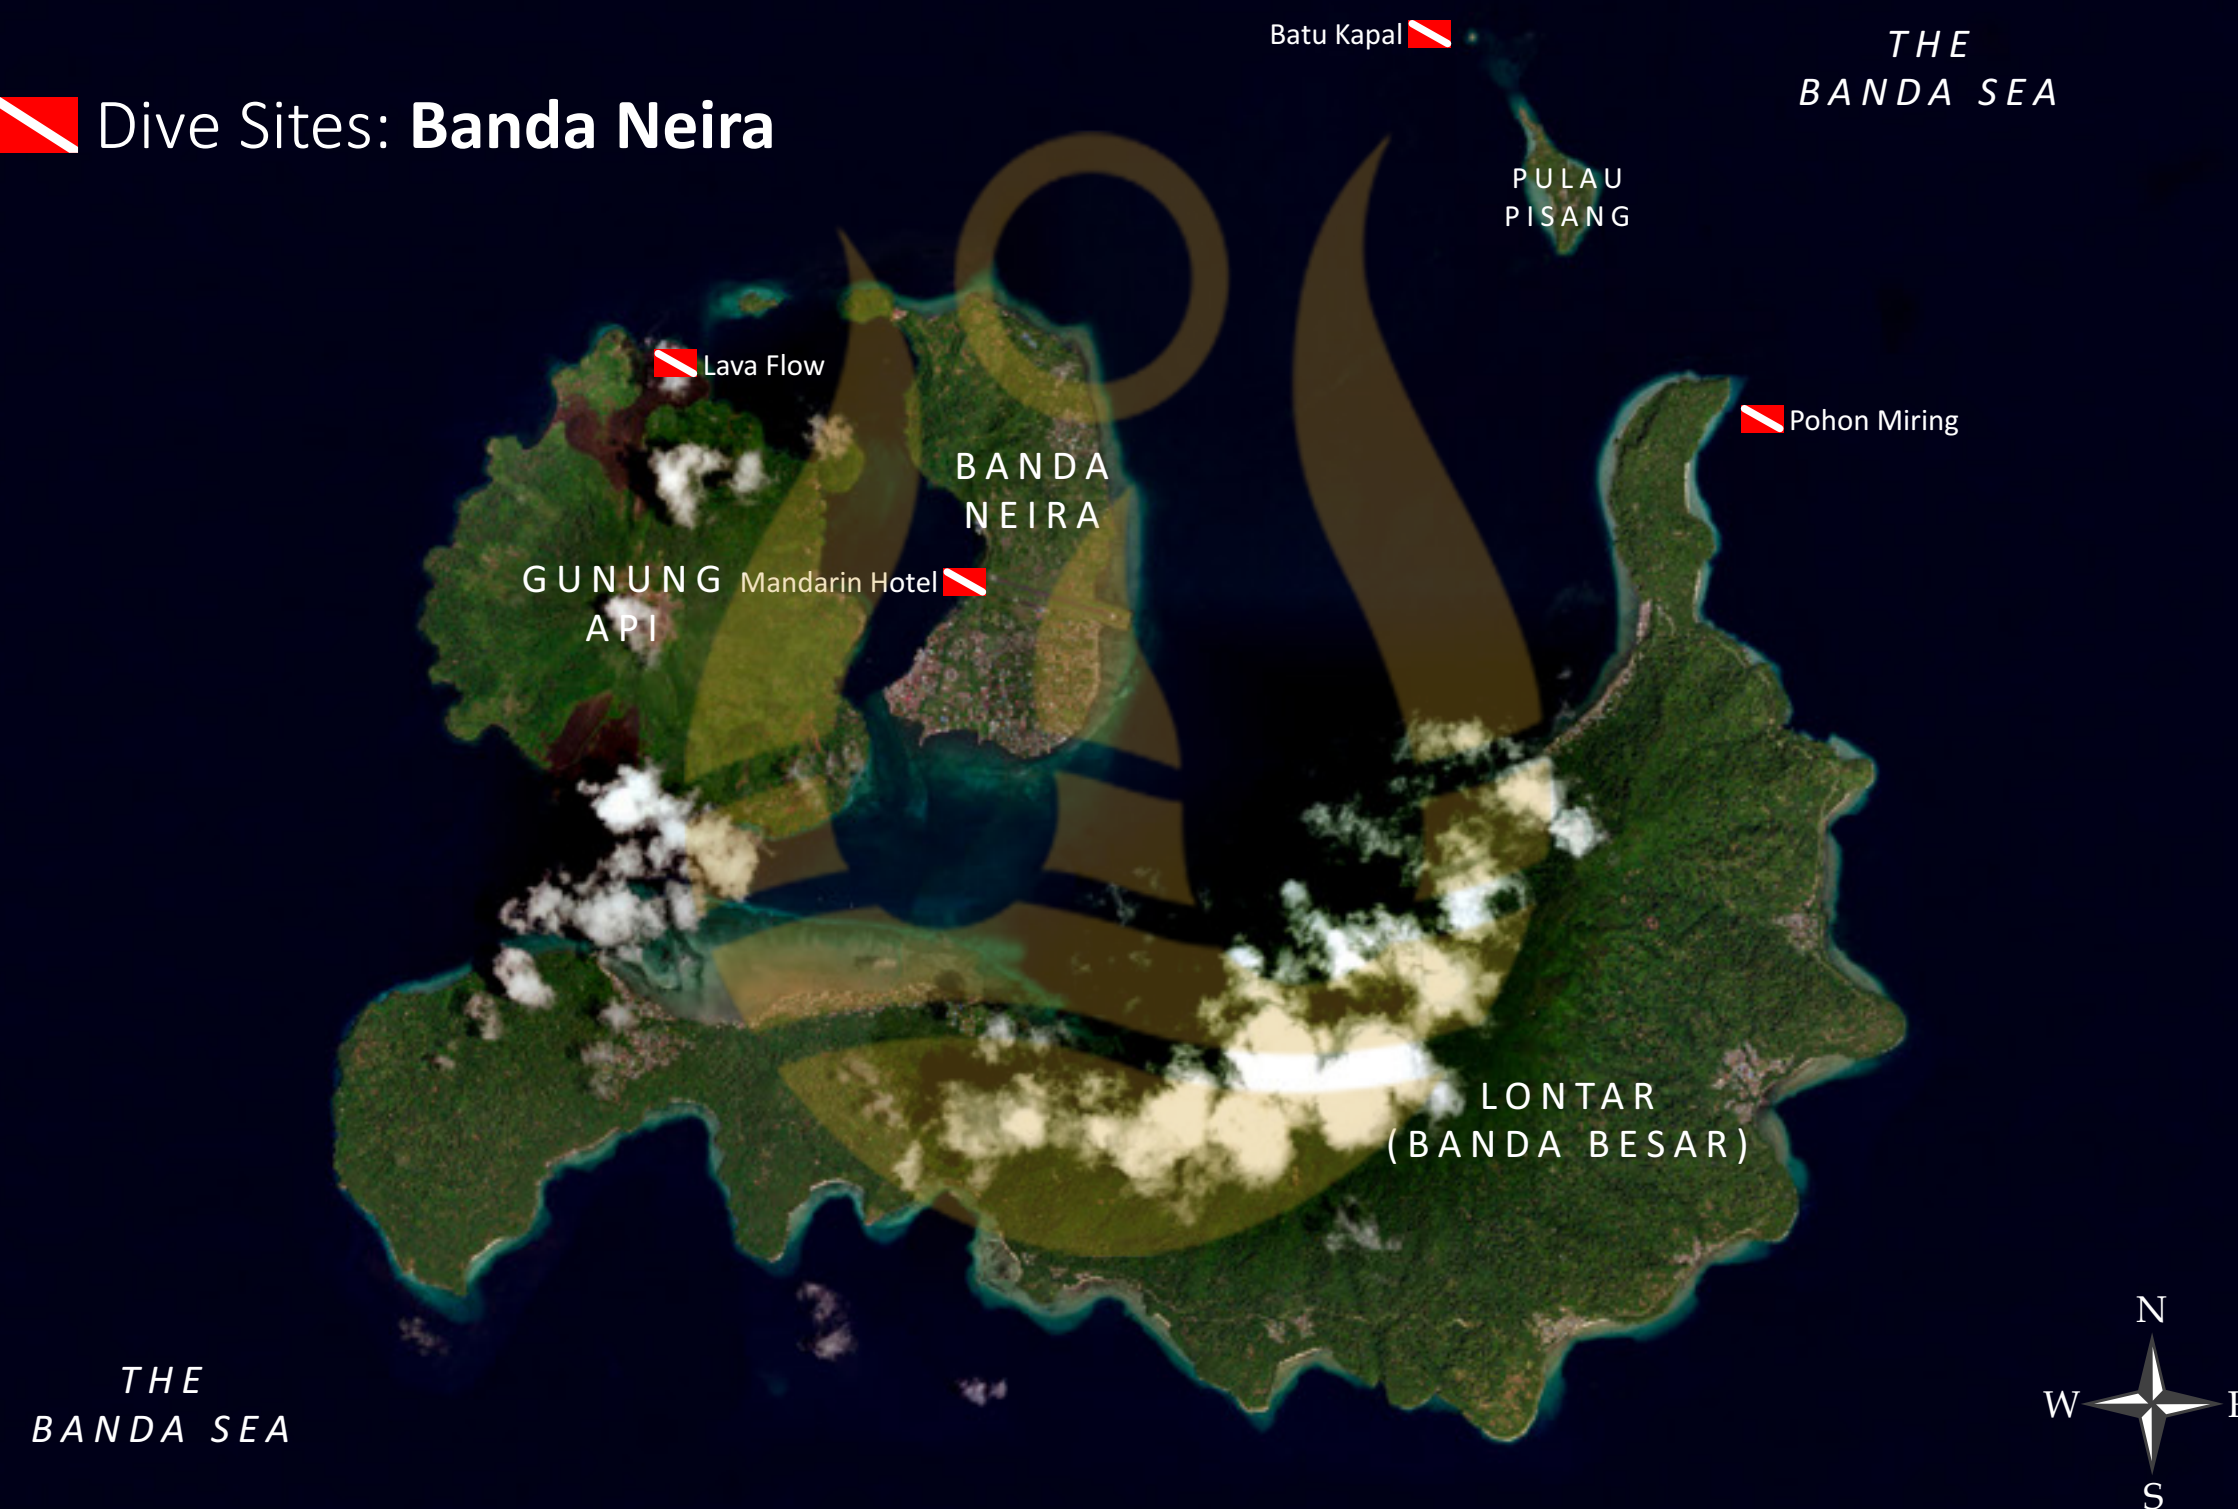 Batu Kapal
THE
BANDA SEA
Dive Sites: Banda Neira
PULAU
PISANG
Lava Flow
Pohon Miring
BANDA
NEIRA
GUNUNG
API
Mandarin Hotel
LONTAR
(BANDA BESAR)
THE
BANDA SEA
N
W
S